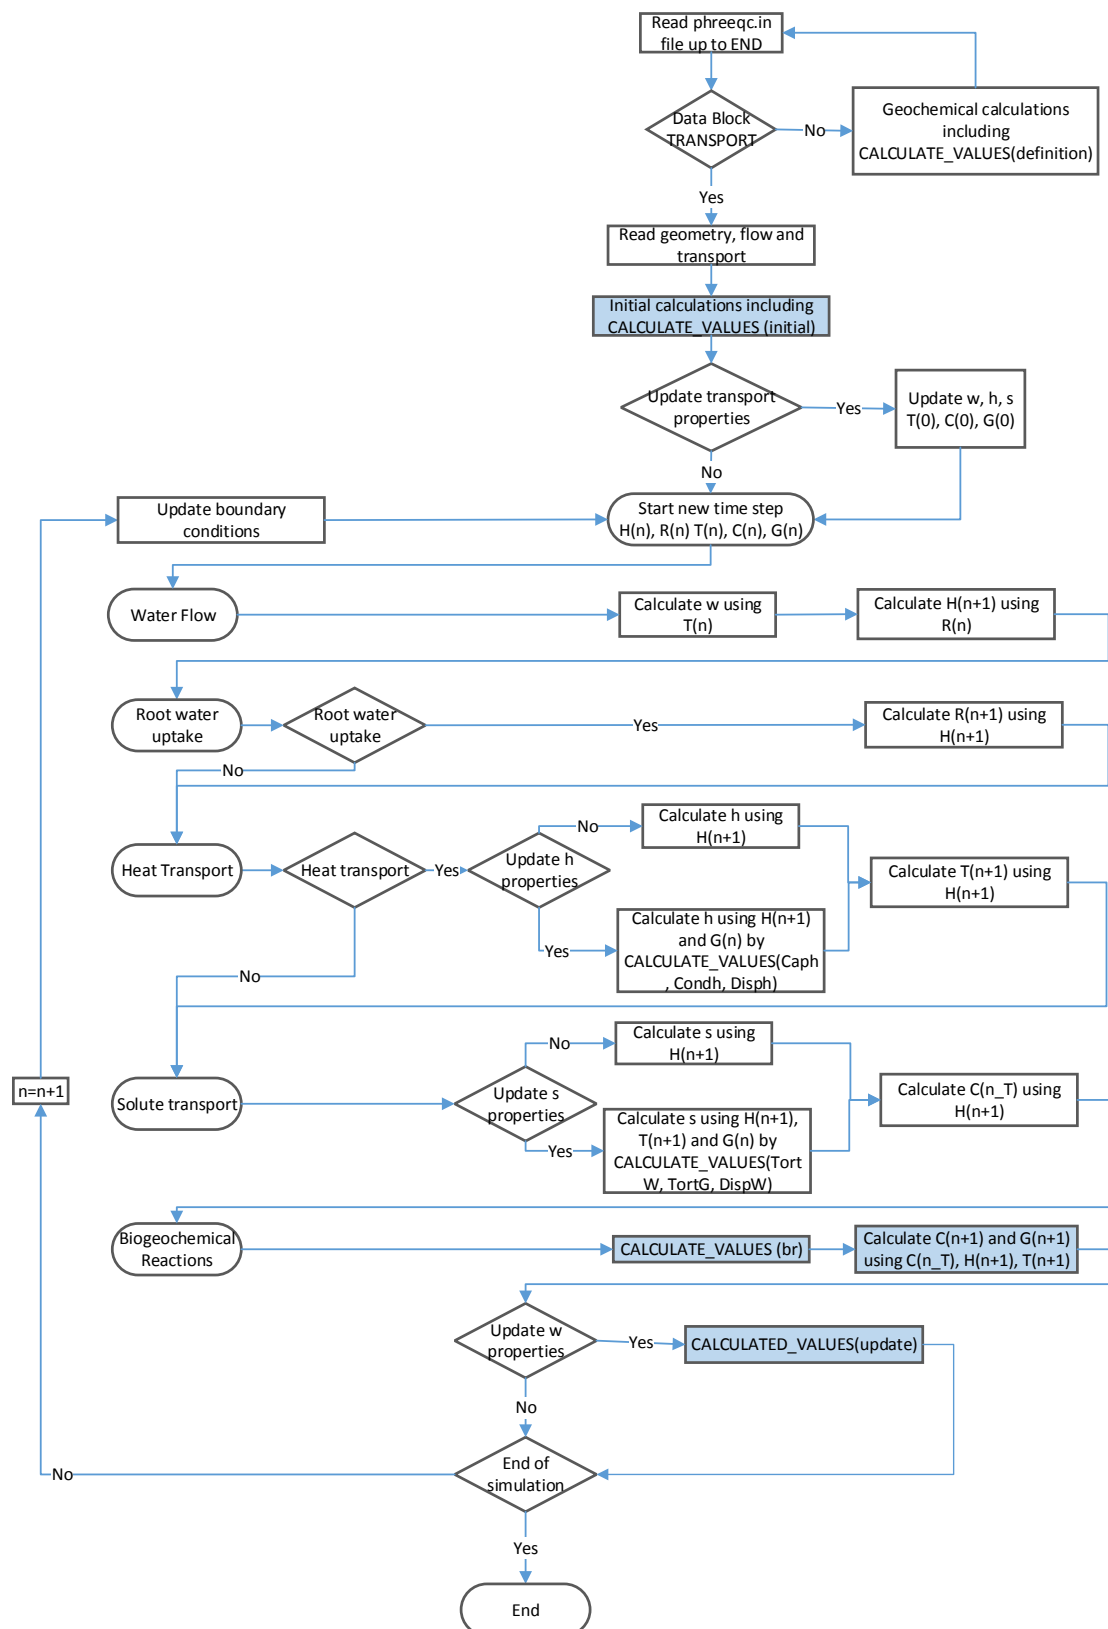 Read phreeqc.in
file up to END
Data Block
TRANSPORT
No
Geochemical calculations
including
CALCULATE_VALUES(definition)
Yes
Read geometry, flow and
transport
Initial calculations including
CALCULATE_VALUES (initial)
Update transport
properties
Yes
Update w, h, s
T(0), C(0), G(0)
No
Update boundary
conditions
Start new time step
H(n), R(n) T(n), C(n), G(n)
Water Flow
Calculate w using
T(n)
Calculate H(n+1) using
R(n)
Root water
uptake
Root water
uptake
Yes
Calculate R(n+1) using
H(n+1)
No
Heat Transport
Heat transport
Yes
Update h
properties
No
Calculate h using
H(n+1)
Calculate T(n+1) using
H(n+1)
Yes
Calculate h using H(n+1)
and G(n) by
CALCULATE_VALUES(Caph
, Condh, Disph)
No
n=n+1
Solute transport
Update s
properties
No
Calculate s using
H(n+1)
Calculate C(n_T) using
H(n+1)
Yes
Calculate s using H(n+1),
T(n+1) and G(n) by
CALCULATE_VALUES(Tort
W, TortG, DispW)
Biogeochemical
Reactions
CALCULATE_VALUES (br)
Calculate C(n+1) and G(n+1)
using C(n_T), H(n+1), T(n+1)
Update w
properties
Yes
CALCULATED_VALUES(update)
No
End of
simulation
No
Yes
End